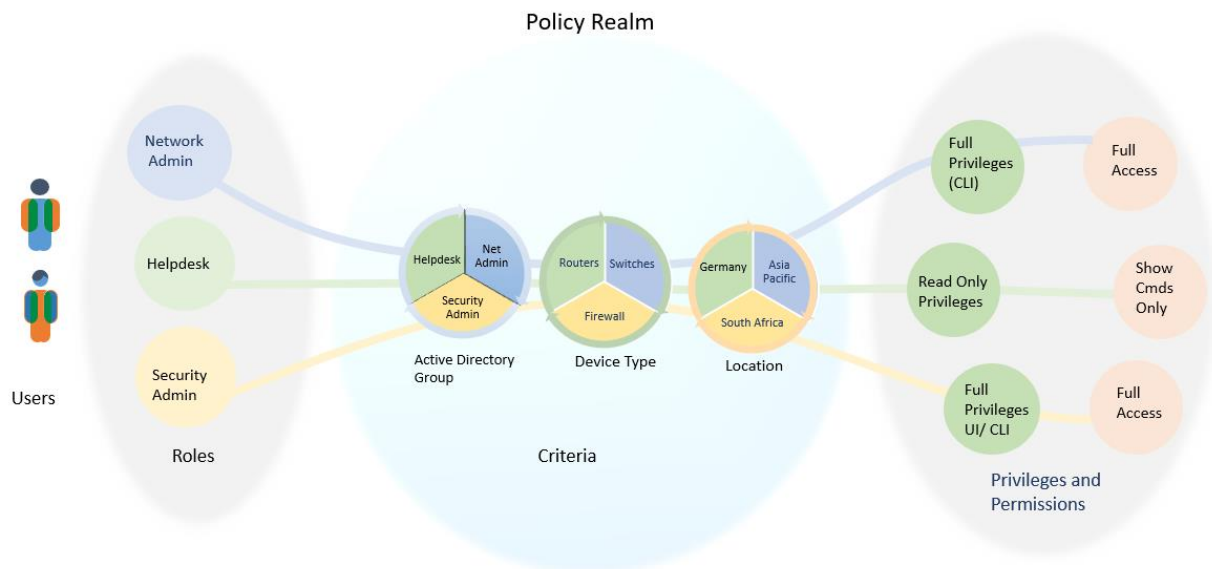 Policy Realm
Users
Network
Admin
Helpdesk
Security
Admin
Roles
Helpdesk
Net
Admin
Security
Admin
Active Directory
Group
Routers
Switches
Firewall
Device Type
Germany
Asia
Pacific
South Africa
Location
Criteria
Full
Privileges
(CLI)
Full
Access
Read Only
Privileges
Show
Cmds
Only
Full
Privileges
UI/ CLI
Full
Access
Privileges and
Permissions